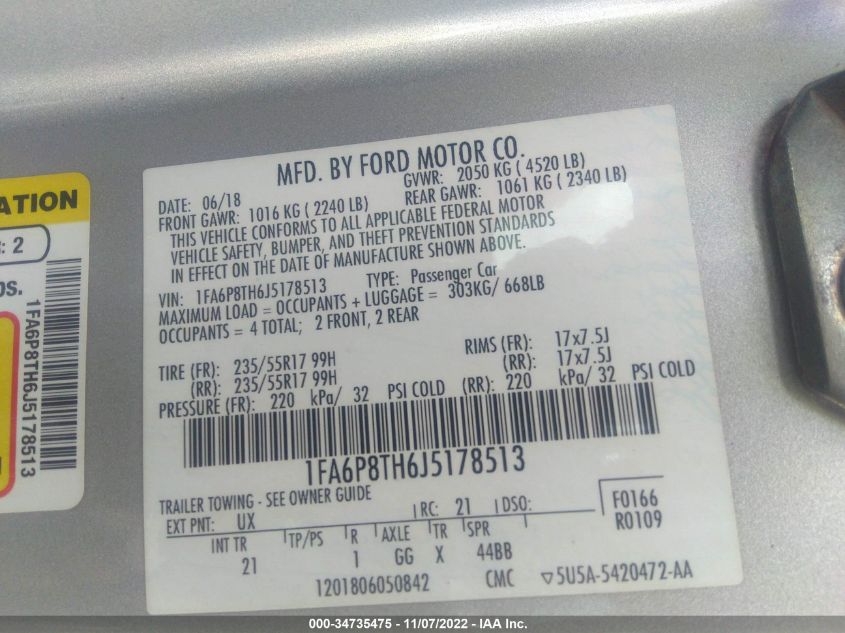 MFD. BY FORD MOTOR CO.
DATE: 06/18 GVWR: 2050 KG ( 4520 LB)
FRONT GAWR: 1016 KG ( 2240 LB) REAR GAWR: 1061 KG ( 2340 LB)
THIS VEHICLE CONFORMS TO ALL APPLICABLE FEDERAL MOTOR
VEHICLE SAFETY, BUMPER, AND THEFT PREVENTION STANDARDS
IN EFFECT ON THE DATE OF MANUFACTURE SHOWN ABOVE.
VIN: 1FA6P8TH6J5178513 TYPE: Passenger Car
MAXIMUM LOAD = OCCUPANTS + LUGGAGE = 303KG/ 668LB
OCCUPANTS = 4 TOTAL; 2 FRONT, 2 REAR
TIRE (FR): 235/55R17 99H RIMS (FR): 17x7.5J
(RR): 235/55R17 99H (RR): 17x7.5J
PRESSURE (FR): 220 kPa/ 32 PSI COLD (RR): 220 kPa/ 32 PSI COLD
1FA6P8TH6J5178513
TRAILER TOWING - SEE OWNER GUIDE
EXT PNT: UX RC: 21 DSO: F0166
R0109
INT TR TP/PS R AXLE TR SPR
21 1 GG X 44BB
1201806050842 CMC ▽5U5A-5420472-AA
ATION
: 2
os.
1FA6P8TH6J5178513
000-34735475 - 11/07/2022 - IAA Inc.